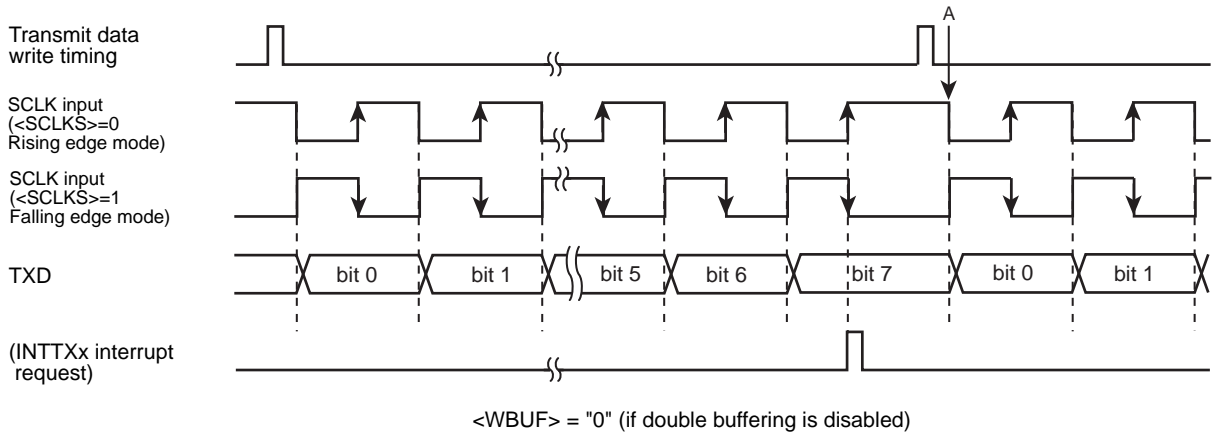 Transmit data
write timing
A
SCLK input
(<SCLKS>=0
Rising edge mode)
SCLK input
(<SCLKS>=1
Falling edge mode)
TXD
bit 0
bit 1
bit 5
bit 6
bit 7
bit 0
bit 1
(INTTXx interrupt
request)
<WBUF> = "0" (if double buffering is disabled)